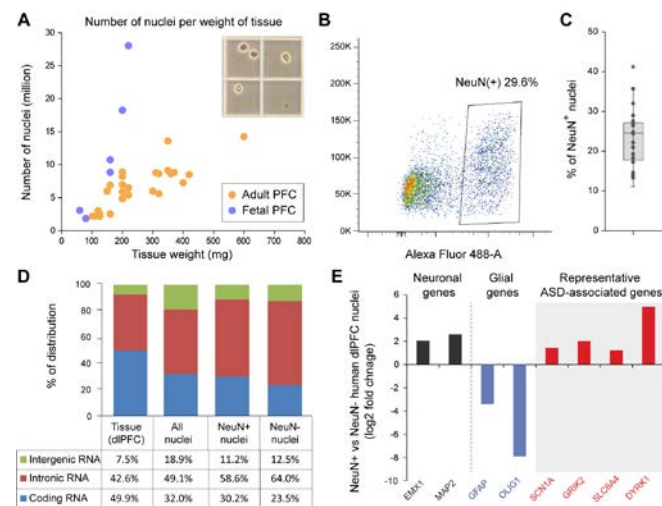 A
Number of nuclei per weight of tissue
Number of nuclei (million)
30
25
20
15
10
5
0
0 100 200 300 400 500 600 700 800
Tissue weight (mg)
Adult PFC
Fetal PFC
B
250K
200K
150K
100K
50K
0
NeuN(+) 29.6%
Alexa Fluor 488-A
C
% of NeuN+ nuclei
50
40
30
20
10
0
D
% of distribution
100
80
60
40
20
0
Tissue (dlPFC) All nuclei NeuN+ nuclei NeuN- nuclei
Intergenic RNA 7.5% 18.9% 11.2% 12.5%
Intronic RNA 42.6% 49.1% 58.6% 64.0%
Coding RNA 49.9% 32.0% 30.2% 23.5%
E
Neuronal genes
Glial genes
Representative
ASD-associated genes
NeuN+ vs NeuN- human dlPFC nuclei
(log2 fold chnage)
6
4
2
0
-2
-4
-6
-8
-10
EMX1
MAP2
GFAP
OLIG1
SCN1A
GRIK2
SLC6A4
DYRK1